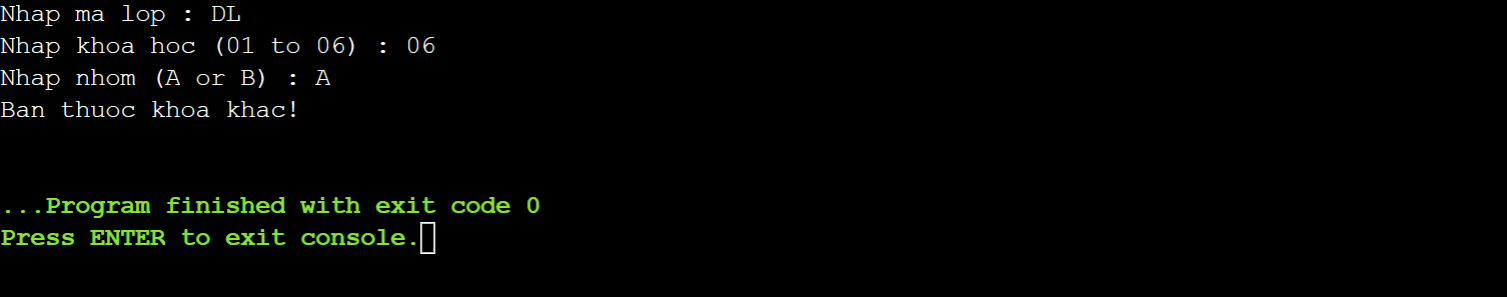 Nhap ma lop : DL
Nhap khoa hoc (01 to 06) : 06
Nhap nhom (A or B) : A
Ban thuoc khoa khac!
...Program finished with exit code 0
Press ENTER to exit console.